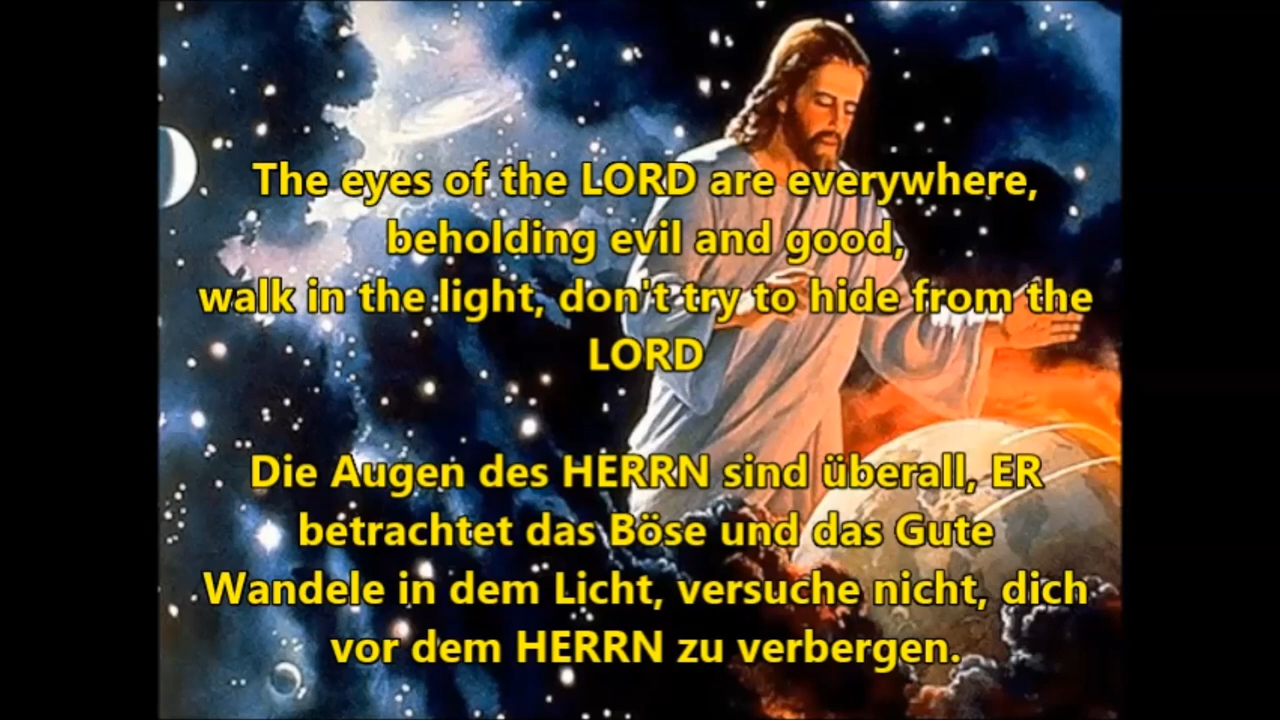 The eyes of the LORD are everywhere,
beholding evil and good,
walk in the light, don't try to hide from the
LORD
Die Augen des HERRN sind überall, ER
betrachtet das Böse und das Gute
Wandele in dem Licht, versuche nicht, dich
vor dem HERRN zu verbergen.